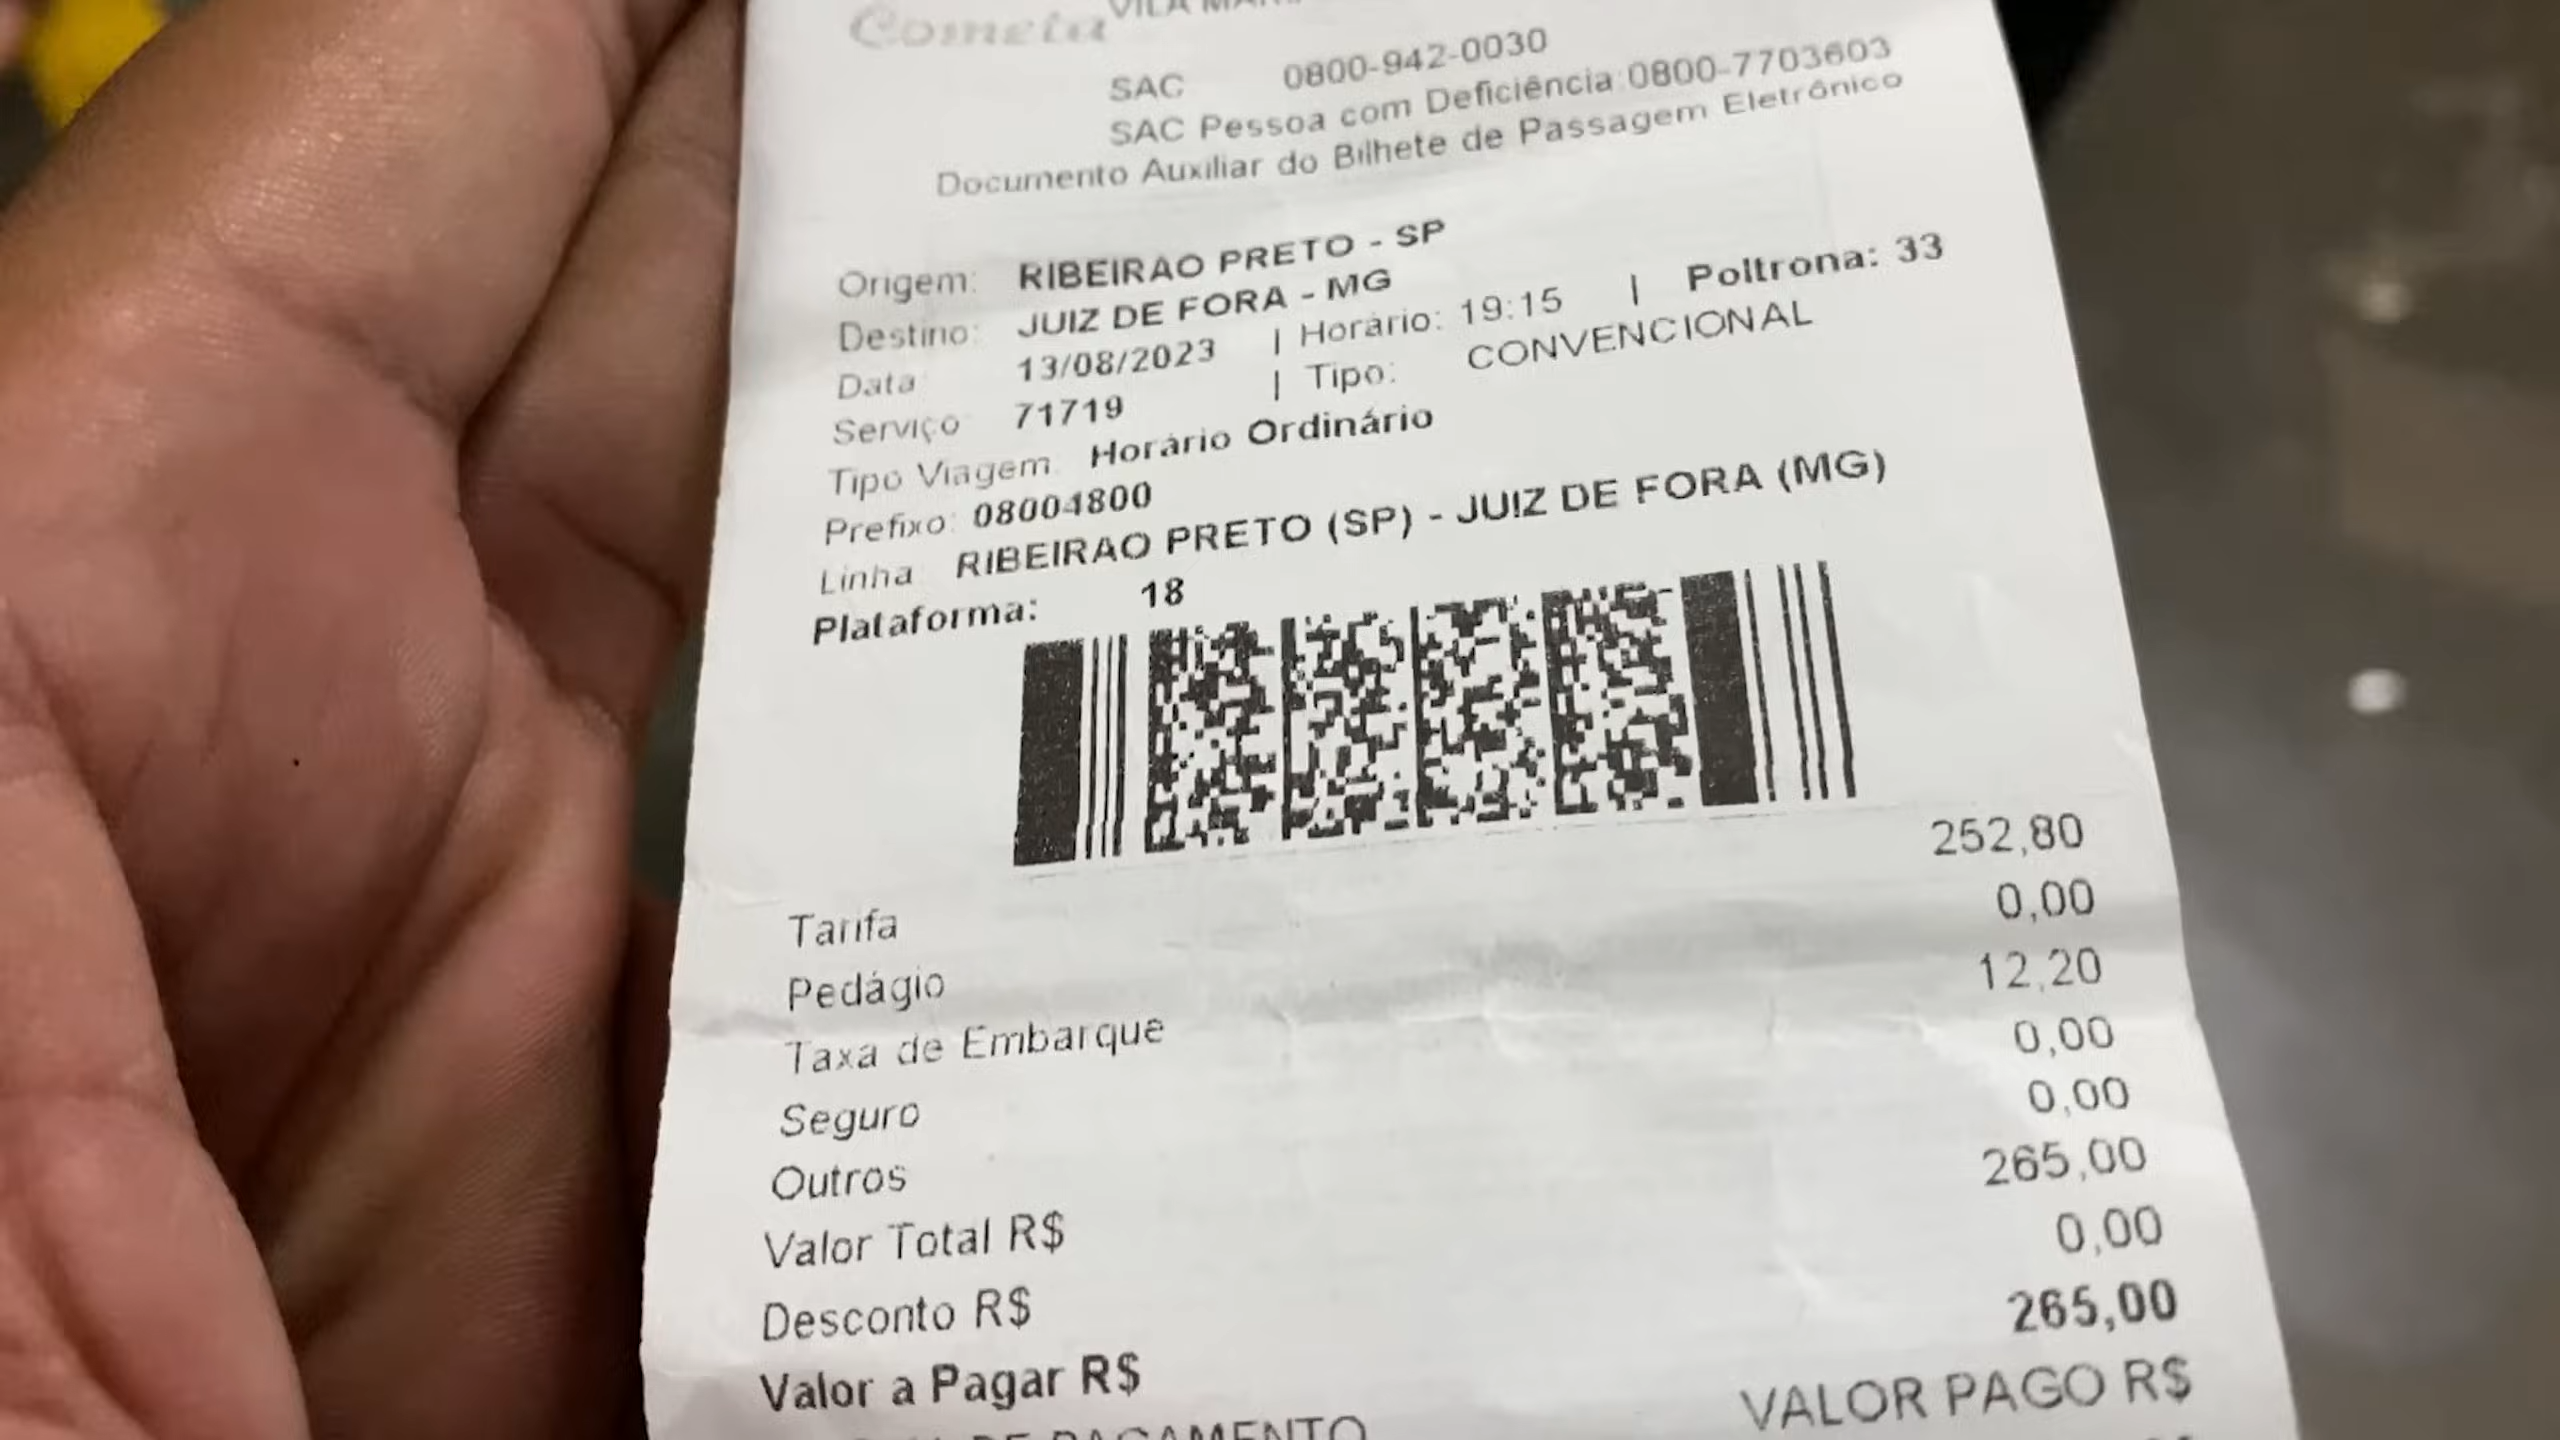 Cometa
SAC 0800-942-0030
SAC Pessoa com Deficiência:0800-7703603
Documento Auxiliar do Bilhete de Passagem Eletrônico
Origem: RIBEIRAO PRETO - SP
Destino: JUIZ DE FORA - MG
Data: 13/08/2023 | Horário: 19:15 | Poltrona: 33
Serviço: 71719 | Tipo: CONVENCIONAL
Tipo Viagem: Horário Ordinário
Prefixo: 08004800
Linha RIBEIRAO PRETO (SP) - JUIZ DE FORA (MG)
Plataforma: 18
Tarifa 252,80
Pedágio 0,00
Taxa de Embarque 12,20
Seguro 0,00
Outros 0,00
Valor Total R$ 265,00
Desconto R$ 0,00
Valor a Pagar R$ 265,00
DE PAGAMENTO VALOR PAGO R$